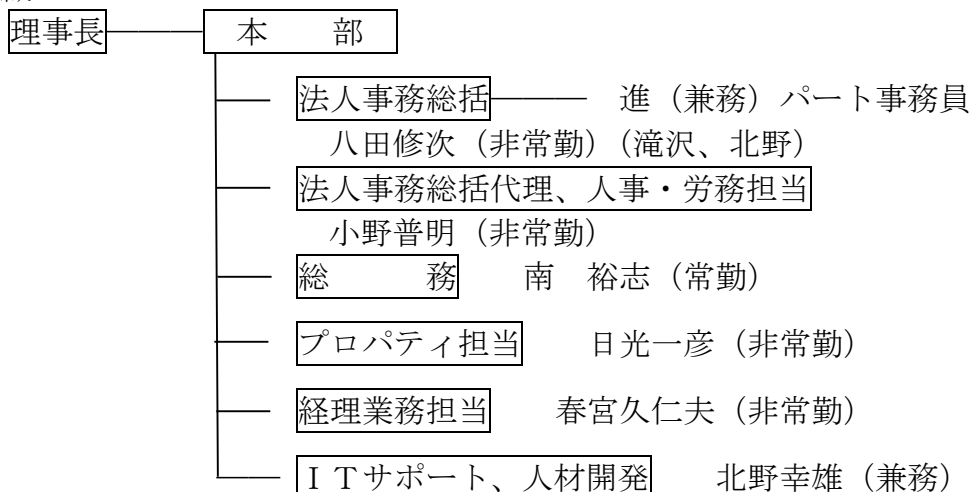 理事長 本 部
法人事務総括 進（兼務）パート事務員
八田修次（非常勤）（滝沢、北野）
法人事務総括代理、人事・労務担当
小野普明（非常勤）
総 務 南 裕志（常勤）
プロパティ担当 日光一彦（非常勤）
経理業務担当 春宮久仁夫（非常勤）
ＩＴサポート、人材開発 北野幸雄（兼務）